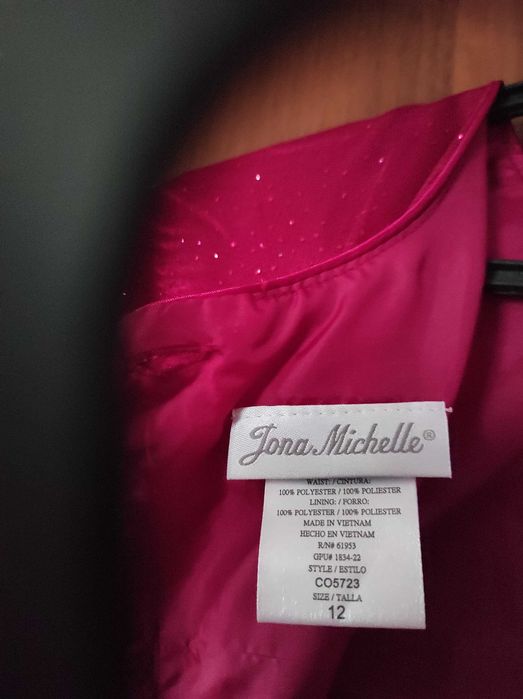 Jona Michelle®
WAIST: / CINTURA:
100% POLYESTER / 100% POLIESTER
LINING: / FORRO:
100% POLYESTER / 100% POLIESTER
MADE IN VIETNAM
HECHO EN VIETNAM
R/N# 61953
GPU# 1834-22
STYLE / ESTILO
CO5723
SIZE / TALLA
12